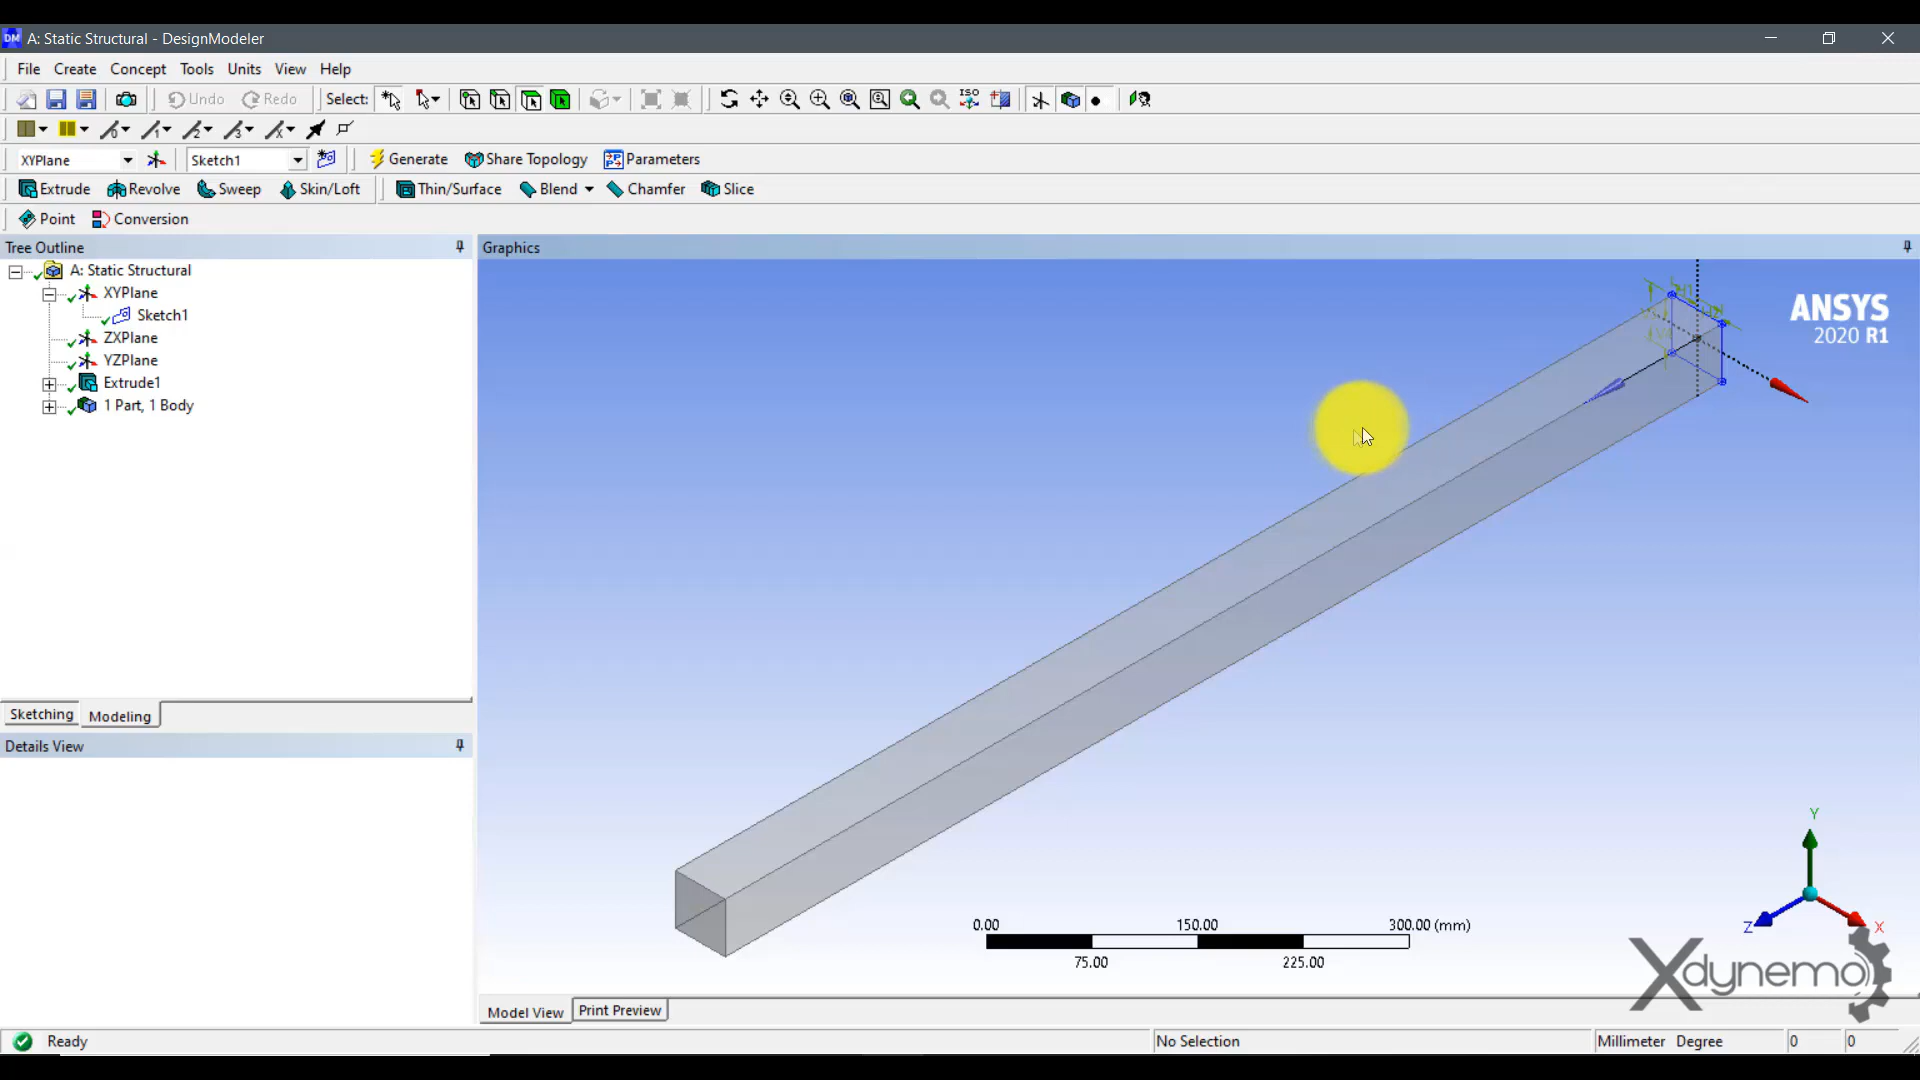 DM A: Static Structural - DesignModeler
File Create Concept Tools Units View Help
Undo Redo Select: ISO
XYPlane Sketch1 Generate Share Topology Parameters
Extrude Revolve Sweep Skin/Loft Thin/Surface Blend Chamfer Slice
Point Conversion
Tree Outline
A: Static Structural
XYPlane
Sketch1
ZXPlane
YZPlane
Extrude1
1 Part, 1 Body
Sketching Modeling
Details View
Graphics
ANSYS
2020 R1
0.00 150.00 300.00 (mm)
75.00 225.00
Y
Z X
Xdynemo
Model View Print Preview
Ready No Selection Millimeter Degree 0 0